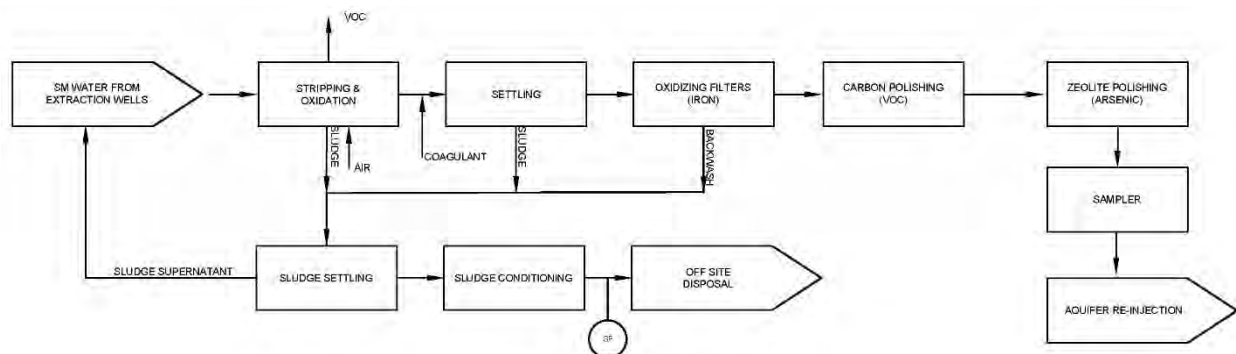 VOC
SM WATER FROM
EXTRACTION WELLS
STRIPPING &
OXIDATION
SETTLING
OXIDIZING FILTERS
(IRON)
CARBON POLISHING
(VOC)
ZEOLITE POLISHING
(ARSENIC)
SLUDGE
AIR
COAGULANT
SLUDGE
BACKWASH
SAMPLER
SLUDGE SUPERNATANT
SLUDGE SETTLING
SLUDGE CONDITIONING
OFF SITE
DISPOSAL
AQUIFER RE-INJECTION